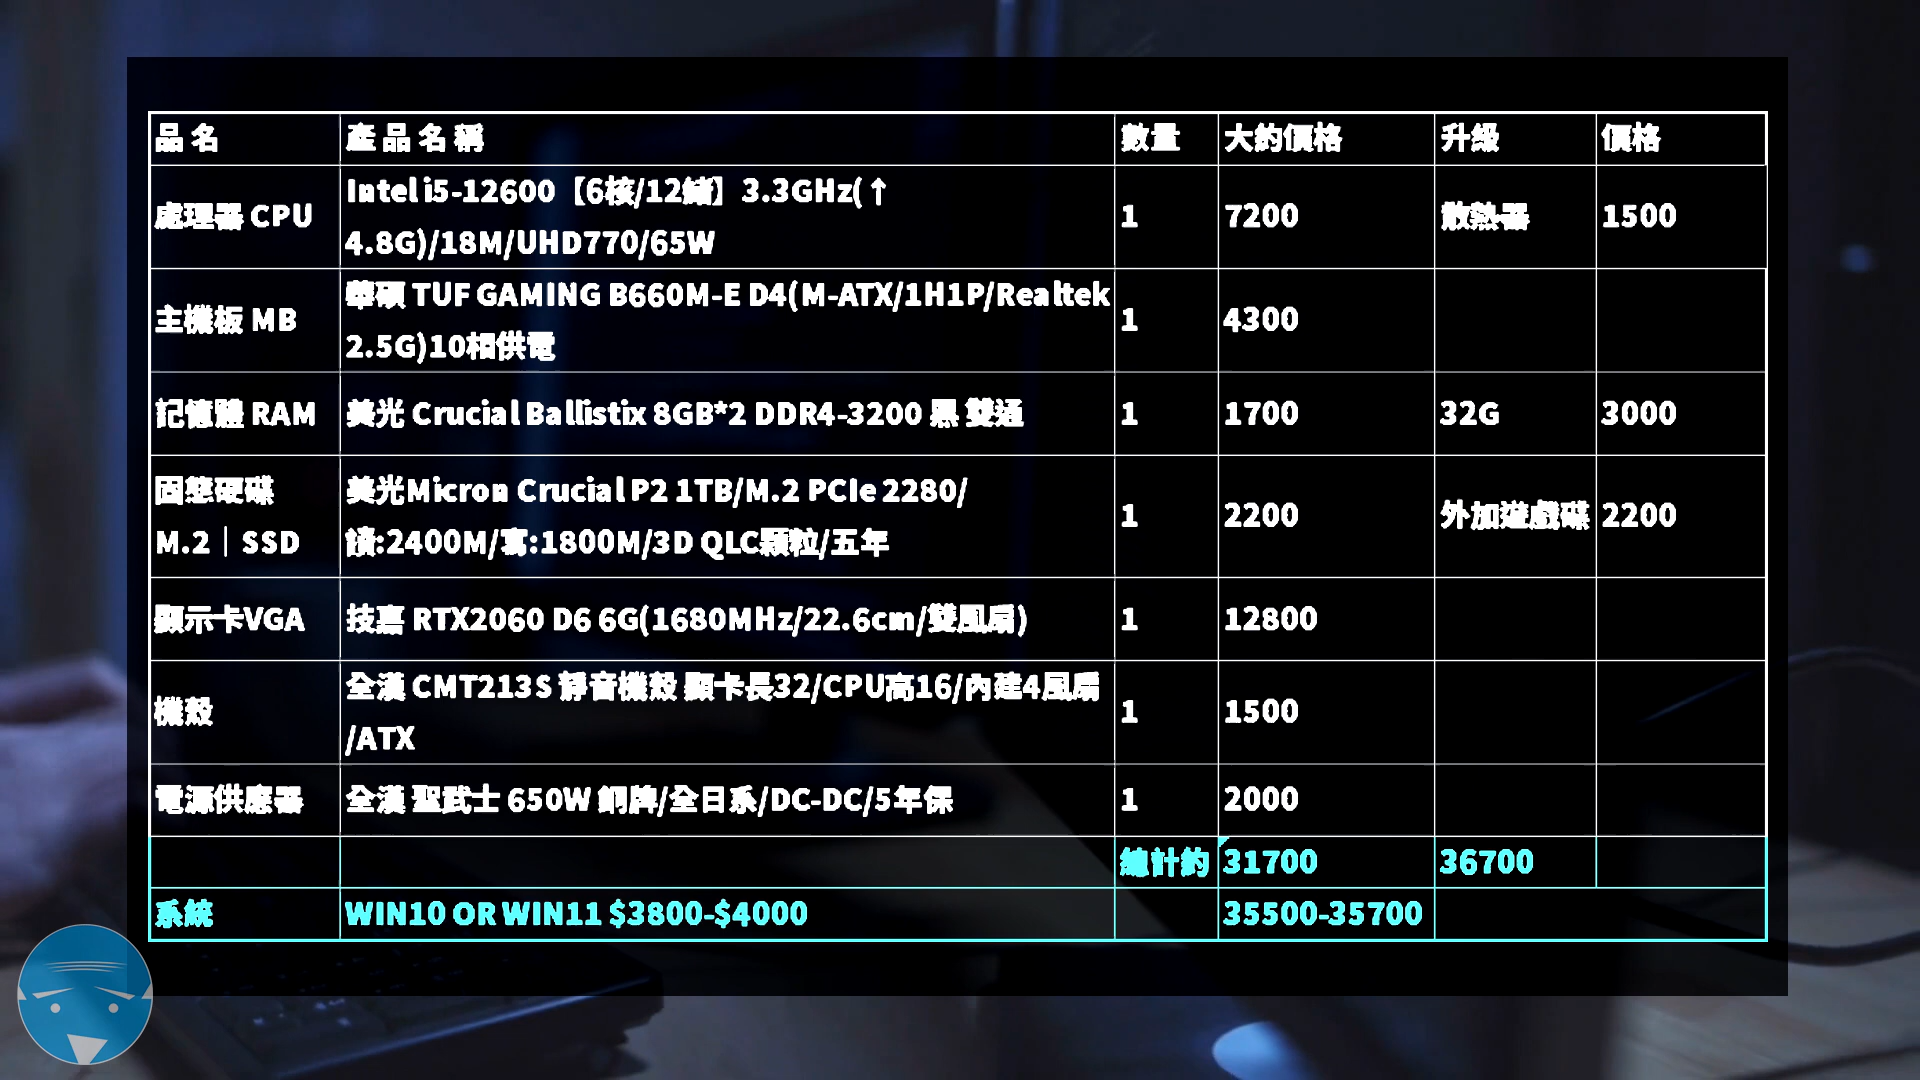 品 名 產 品 名 稱 數量 大約價格 升級 價格
處理器 CPU Intel i5-12600【6核/12緒】3.3GHz(↑
4.8G)/18M/UHD770/65W 1 7200 散熱器 1500
主機板 MB 華碩 TUF GAMING B660M-E D4(M-ATX/1H1P/Realtek
2.5G)10相供電 1 4300
記憶體 RAM 美光 Crucial Ballistix 8GB*2 DDR4-3200 黑 雙通 1 1700 32G 3000
固態硬碟
M.2｜SSD 美光Micron Crucial P2 1TB/M.2 PCIe 2280/
讀:2400M/寫:1800M/3D QLC顆粒/五年 1 2200 外加遊戲碟 2200
顯示卡VGA 技嘉 RTX2060 D6 6G(1680MHz/22.6cm/雙風扇) 1 12800
機殼 全漢 CMT213S 靜音機殼 顯卡長32/CPU高16/內建4風扇
/ATX 1 1500
電源供應器 全漢 聖武士 650W 銅牌/全日系/DC-DC/5年保 1 2000
總計約 31700 36700
系統 WIN10 OR WIN11 $3800-$4000 35500-35700